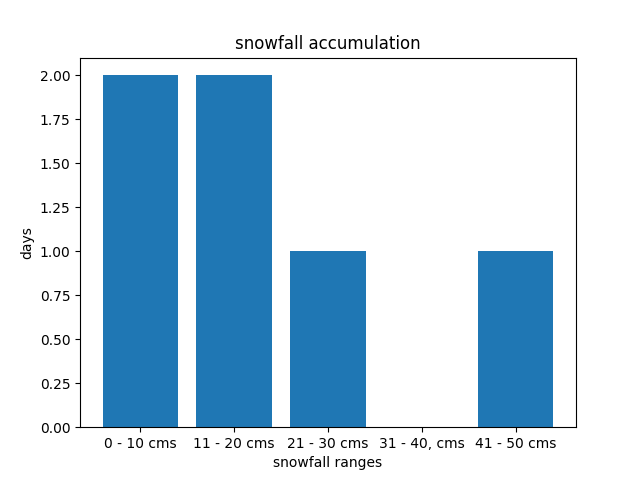 snowfall accumulation
2.00
1.75
1.50
1.25
1.00
0.75
0.50
0.25
0.00
days
0 - 10 cms 11 - 20 cms 21 - 30 cms 31 - 40, cms 41 - 50 cms
snowfall ranges